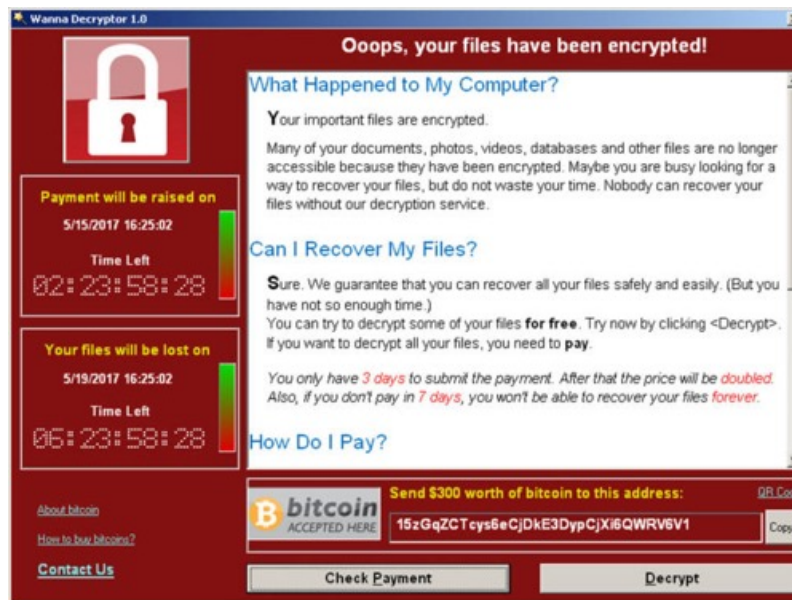 Wanna Decryptor 1.0
Ooops, your files have been encrypted!
What Happened to My Computer?
Your important files are encrypted.
Many of your documents, photos, videos, databases and other files are no longer
accessible because they have been encrypted. Maybe you are busy looking for a
way to recover your files, but do not waste your time. Nobody can recover your
files without our decryption service.
Can I Recover My Files?
Sure. We guarantee that you can recover all your files safely and easily. (But you
have not so enough time.)
You can try to decrypt some of your files for free. Try now by clicking <Decrypt>.
If you want to decrypt all your files, you need to pay.
You only have 3 days to submit the payment. After that the price will be doubled.
Also, if you don't pay in 7 days, you won't be able to recover your files forever.
How Do I Pay?
Payment will be raised on
5/15/2017 16:25:02
Time Left
02:23:58:28
Your files will be lost on
5/19/2017 16:25:02
Time Left
06:23:58:28
About bitcoin
How to buy bitcoins?
Contact Us
bitcoin
ACCEPTED HERE
Send $300 worth of bitcoin to this address:
QR Co
15zGqZCTcys6eCjDkE3DypCjXi6QWRV6V1
Copy
Check Payment
Decrypt